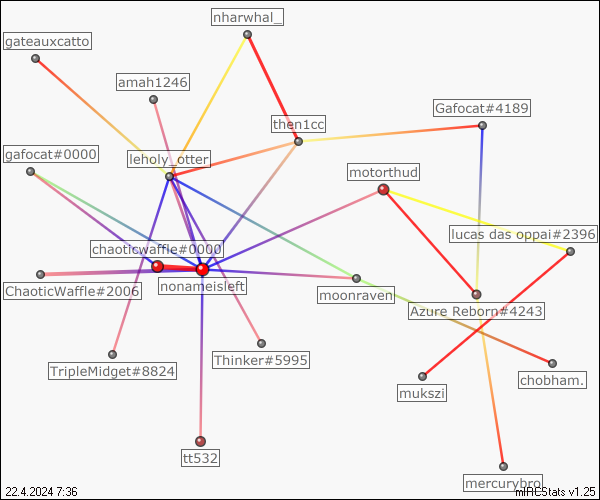 nharwhal_
gateauxcatto
amah1246
Gafocat#4189
then1cc
gafocat#0000
leholy_otter
motorthud
lucas das oppai#2396
chaoticwaffle#0000
nonameisleft
ChaoticWaffle#2006
moonraven
Azure Reborn#4243
Thinker#5995
TripleMidget#8824
chobham.
mukszi
tt532
mercurybro
22.4.2024 7:36
mIRCStats v1.25